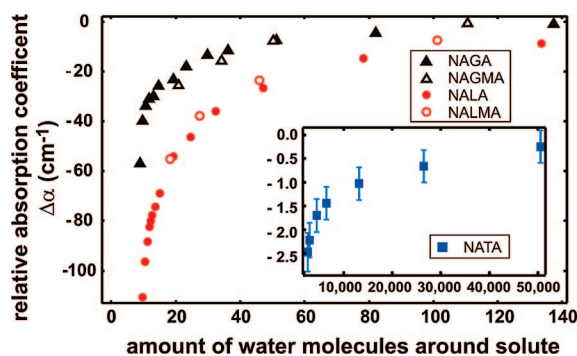 relative absorption coefficent
Δα (cm-1)
0
-20
-40
-60
-80
-100
NAGA
NAGMA
NALA
NALMA
0.0
- 0.5
- 1.0
- 1.5
- 2.0
- 2.5
NATA
10,000 20,000 30,000 40,000 50,000
0 20 40 60 80 100 120 140
amount of water molecules around solute